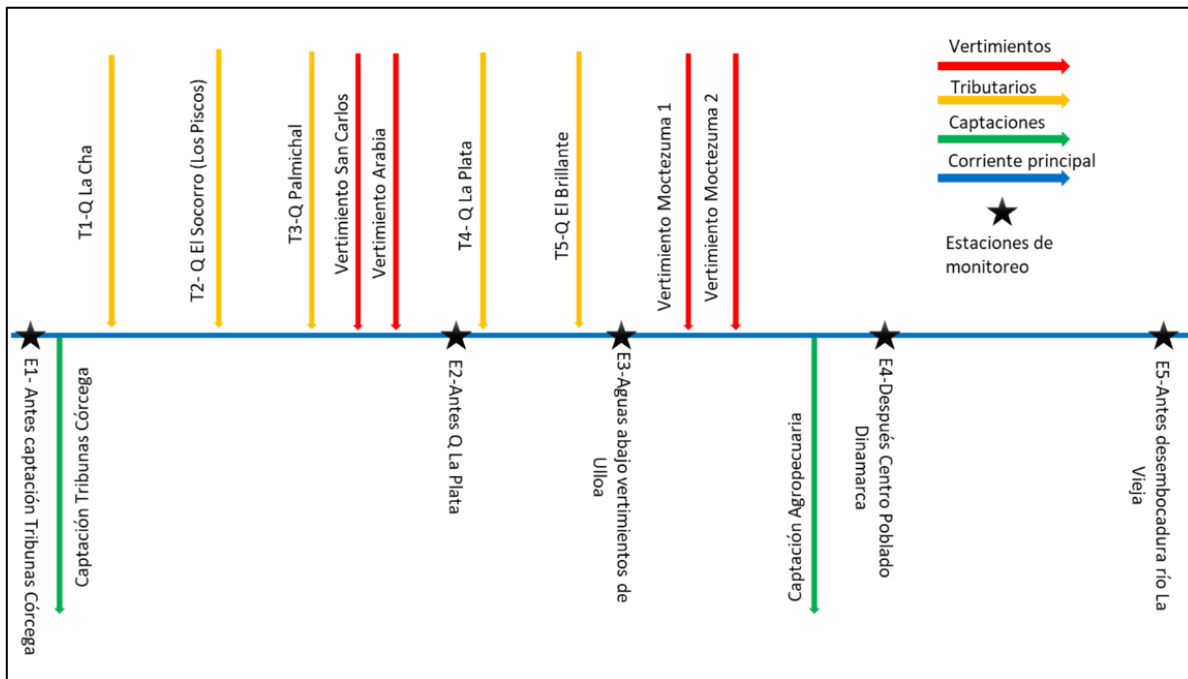 T1-Q La Cha
T2- Q El Socorro (Los Piscos)
T3-Q Palmichal
Vertimiento San Carlos
Vertimiento Arabia
T4- Q La Plata
T5-Q El Brillante
Vertimiento Moctezuma 1
Vertimiento Moctezuma 2
Vertimientos
Tributarios
Captaciones
Corriente principal
Estaciones de
monitoreo
E1- Antes captación Tribunas Córcega
Captación Tribunas Córcega
E2-Antes Q La Plata
E3-Aguas abajo vertimientos de
Ulloa
Captación Agropecuaria
E4-Después Centro Poblado
Dinamarca
E5-Antes desembocadura río La
Vieja